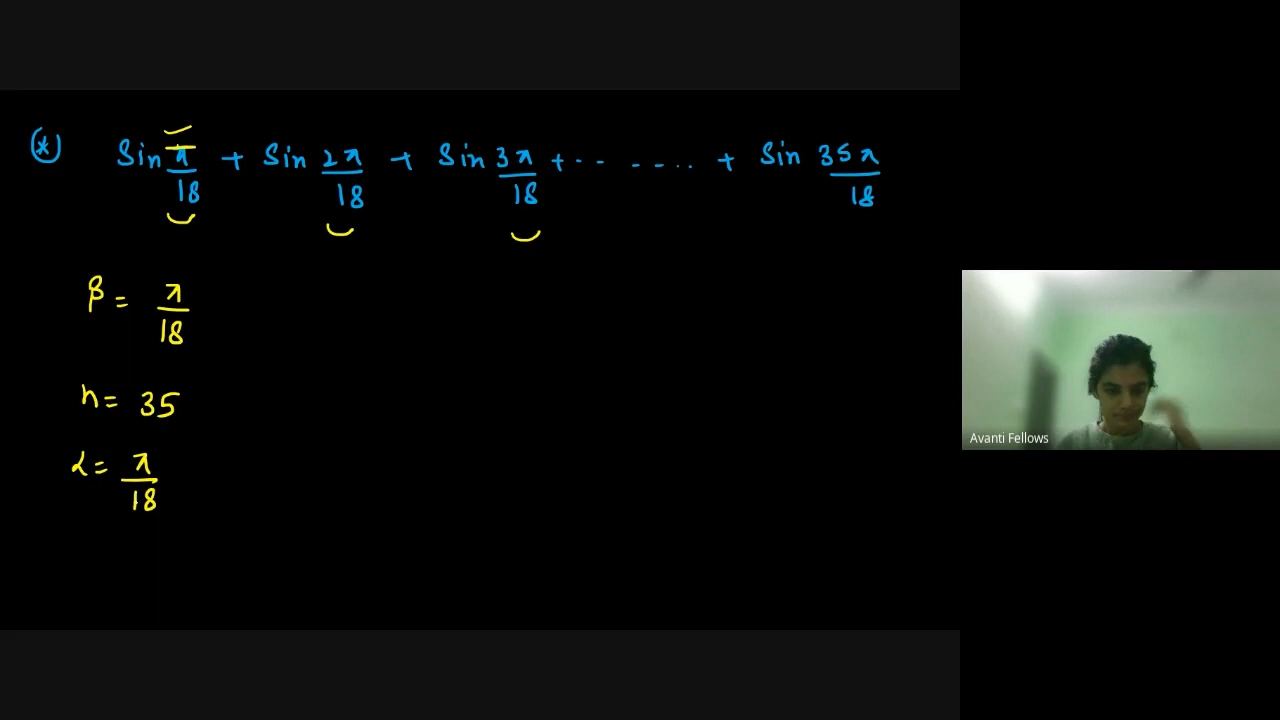 (*) Sin π/18 + Sin 2π/18 + Sin 3π/18 + ·· - - ·· + Sin 35π/18
β = π/18
n = 35
α = π/18
Avanti Fellows